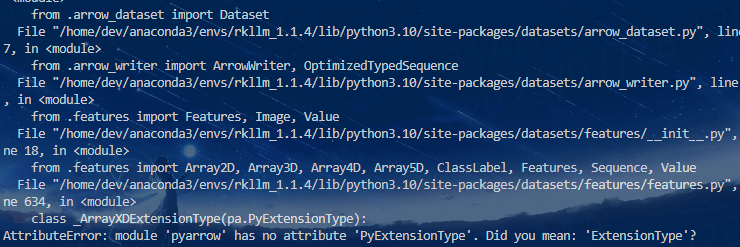 <module>
from .arrow_dataset import Dataset
File "/home/dev/anaconda3/envs/rkllm_1.1.4/lib/python3.10/site-packages/datasets/arrow_dataset.py", line
7, in <module>
from .arrow_writer import ArrowWriter, OptimizedTypedSequence
File "/home/dev/anaconda3/envs/rkllm_1.1.4/lib/python3.10/site-packages/datasets/arrow_writer.py", line
, in <module>
from .features import Features, Image, Value
File "/home/dev/anaconda3/envs/rkllm_1.1.4/lib/python3.10/site-packages/datasets/features/__init__.py",
ne 18, in <module>
from .features import Array2D, Array3D, Array4D, Array5D, ClassLabel, Features, Sequence, Value
File "/home/dev/anaconda3/envs/rkllm_1.1.4/lib/python3.10/site-packages/datasets/features/features.py",
ne 634, in <module>
class _ArrayXDExtensionType(pa.PyExtensionType):
AttributeError: module 'pyarrow' has no attribute 'PyExtensionType'. Did you mean: 'ExtensionType'?